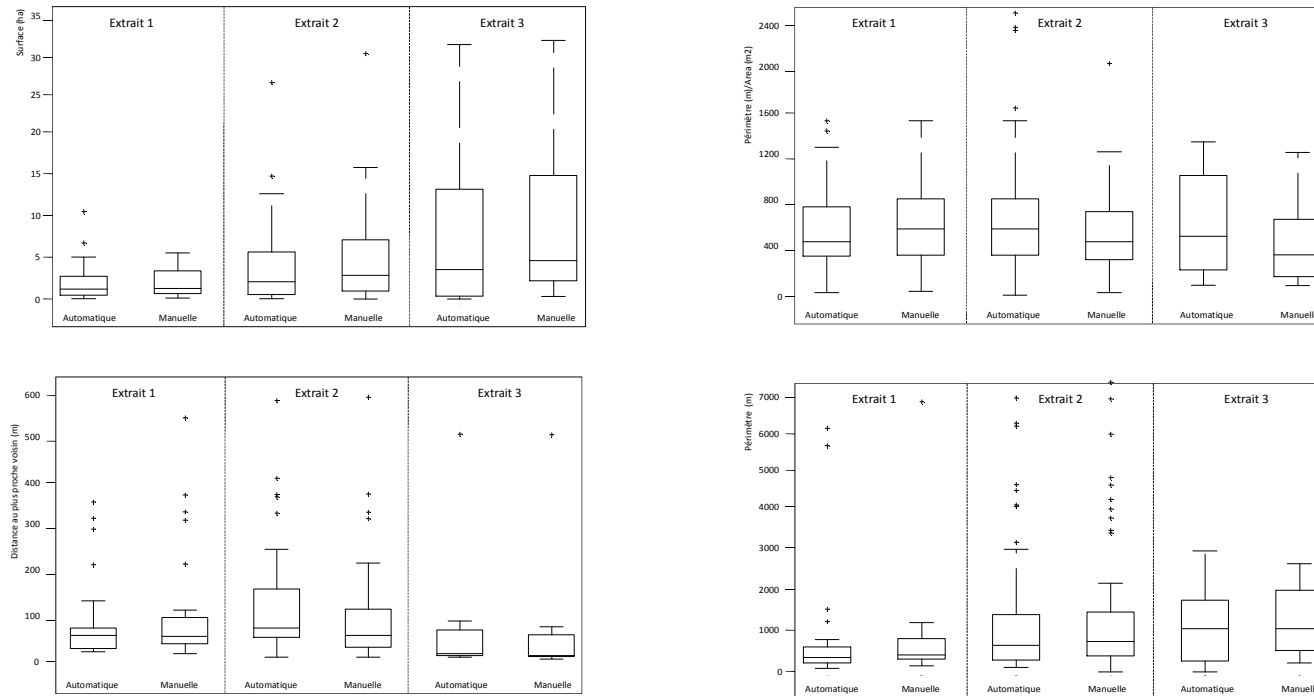 Surface (ha)
35
30
25
20
15
10
5
0
Extrait 1
Extrait 2
Extrait 3
Automatique
Manuelle
Automatique
Manuelle
Automatique
Manuelle
Périmètre (m)/Area (m2)
2400
2000
1600
1200
800
400
0
Extrait 1
Extrait 2
Extrait 3
Automatique
Manuelle
Automatique
Manuelle
Automatique
Manuell
Distance au plus proche voisin (m)
600
500
400
300
200
100
0
Extrait 1
Extrait 2
Extrait 3
Automatique
Manuelle
Automatique
Manuelle
Automatique
Manuelle
Périmètre (m)
7000
6000
5000
4000
3000
2000
1000
0
Extrait 1
Extrait 2
Extrait 3
Automatique
Manuelle
Automatique
Manuelle
Automatique
Manuell